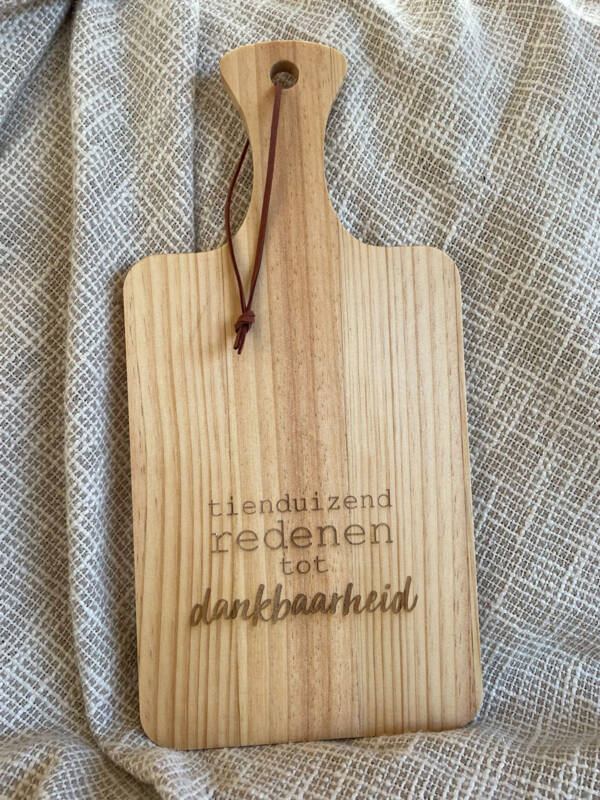 tienduizend
redenen
tot
dankbaarheid